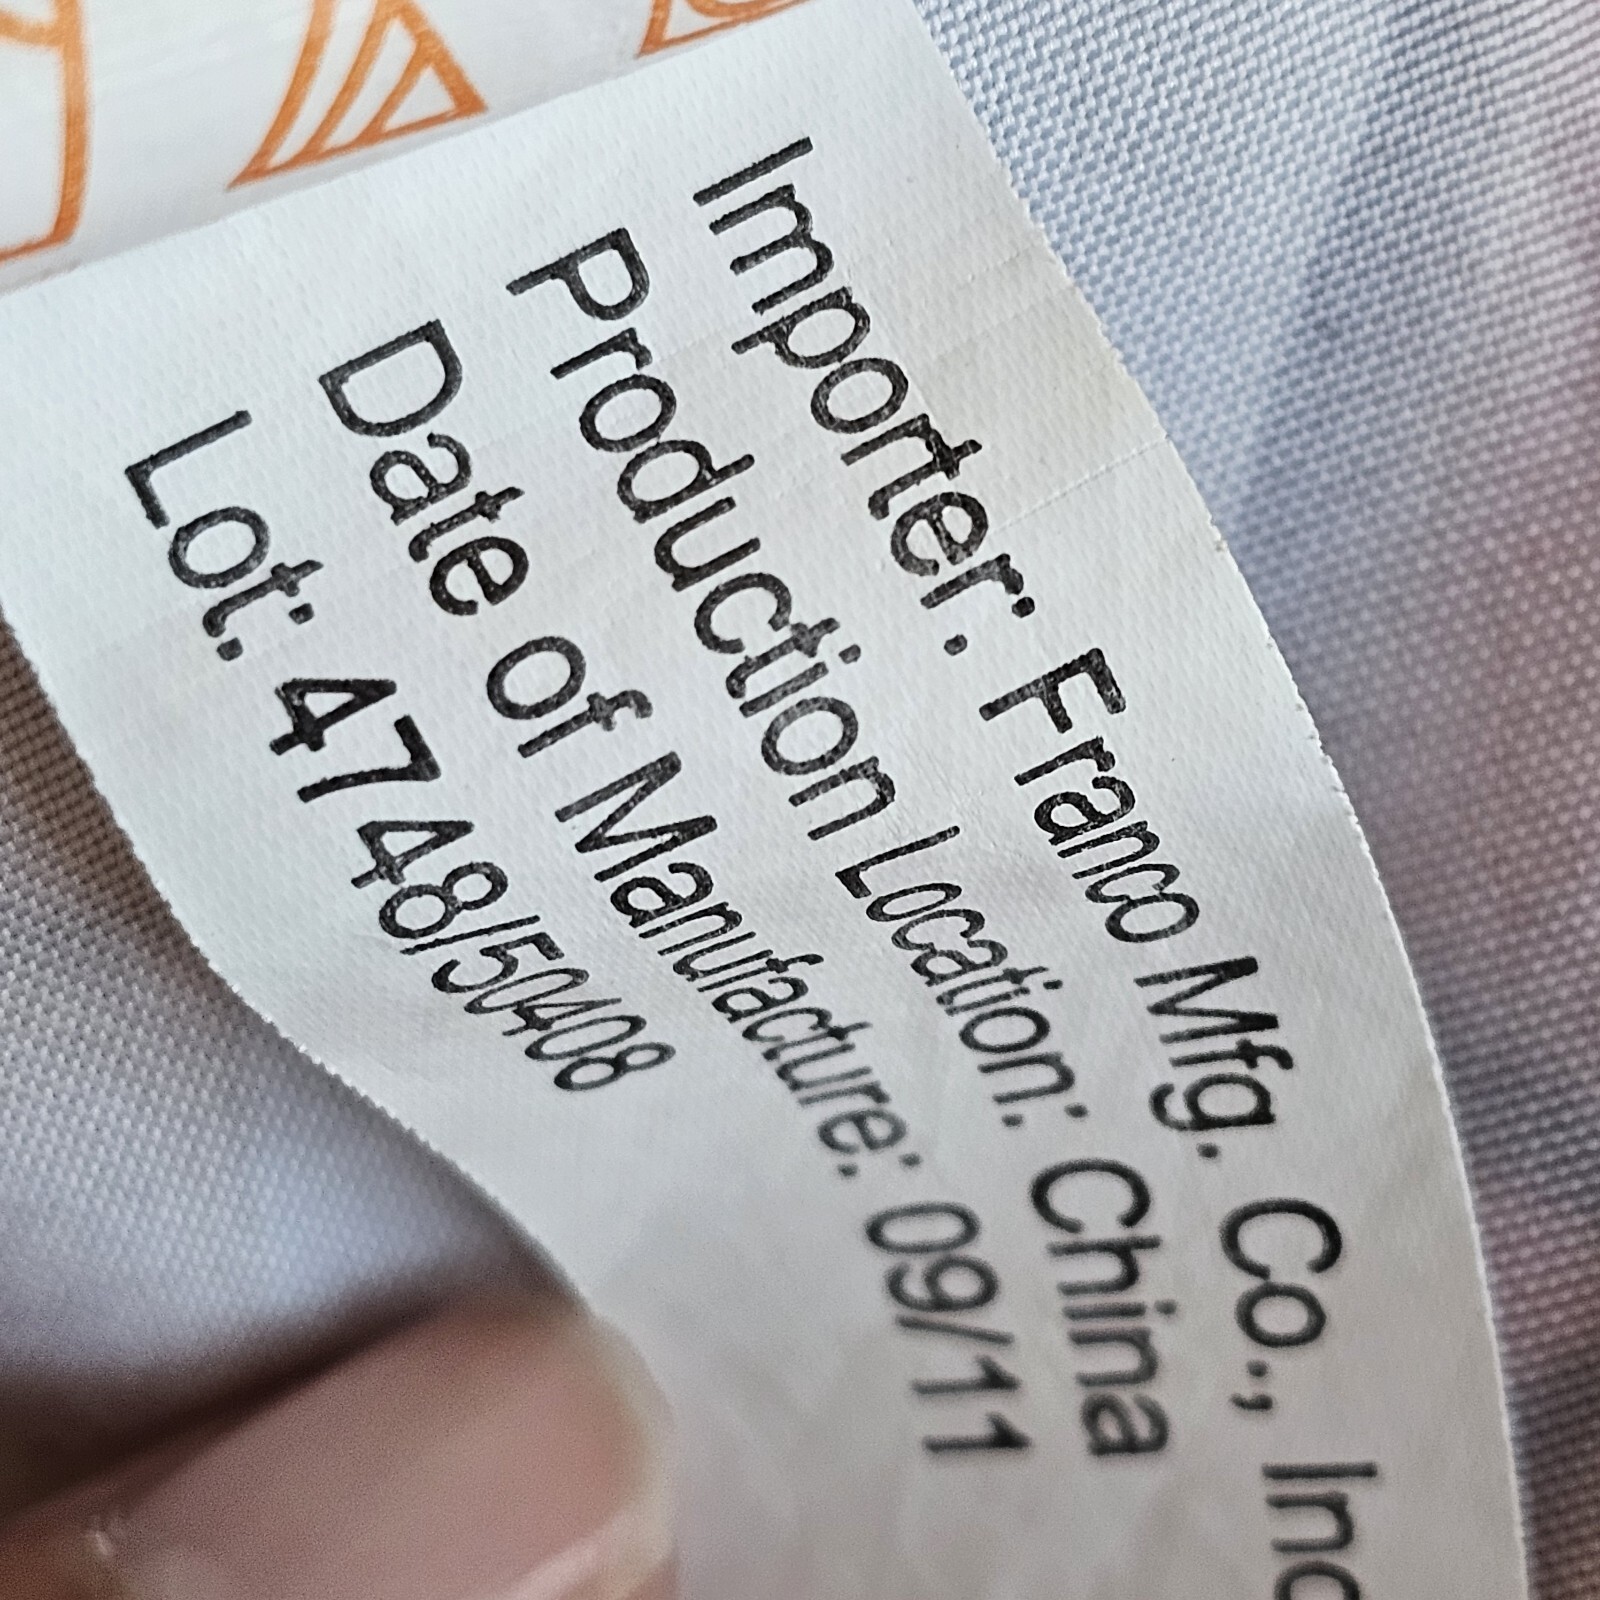 Importer: Franco Mfg. Co., Inc
Production Location: China
Date of Manufacture: 09/11
Lot: 4748/50408